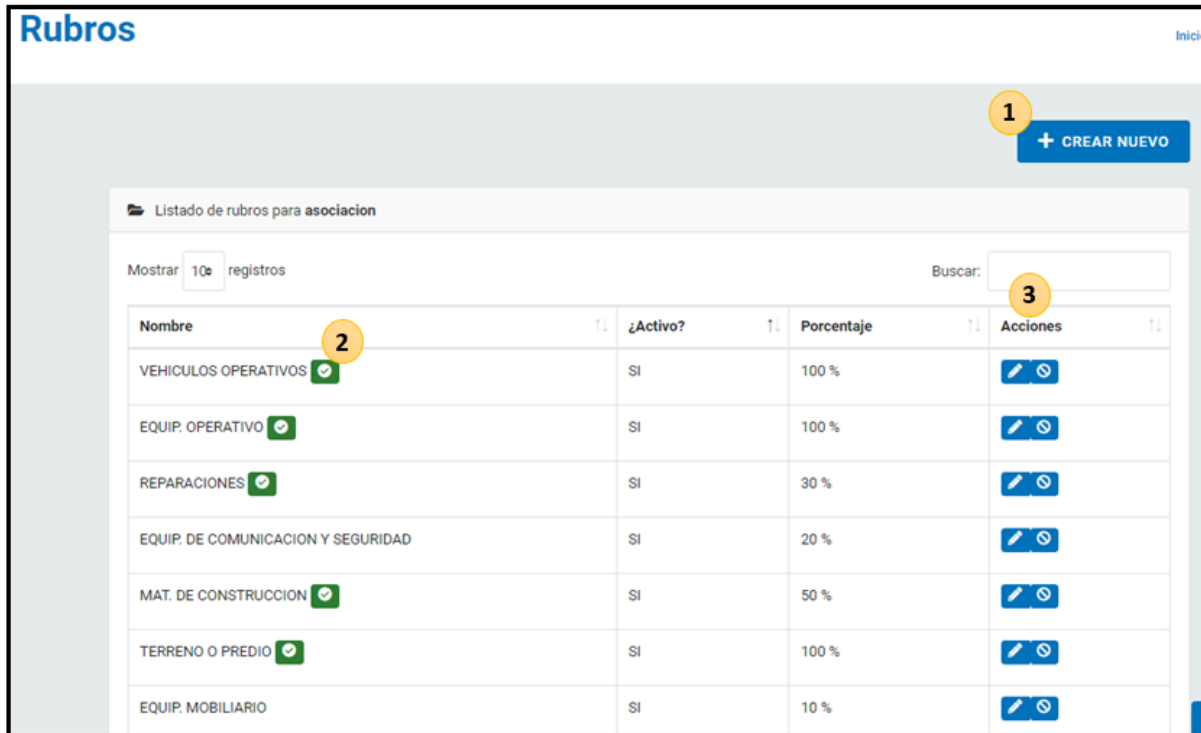 Rubros
Inici
1
+ CREAR NUEVO
Listado de rubros para asociacion
Mostrar 10 registros
Buscar:
3
Nombre ¿Activo? Porcentaje Acciones
2
VEHICULOS OPERATIVOS SI 100 %
EQUIP. OPERATIVO SI 100 %
REPARACIONES SI 30 %
EQUIP. DE COMUNICACION Y SEGURIDAD SI 20 %
MAT. DE CONSTRUCCION SI 50 %
TERRENO O PREDIO SI 100 %
EQUIP. MOBILIARIO SI 10 %